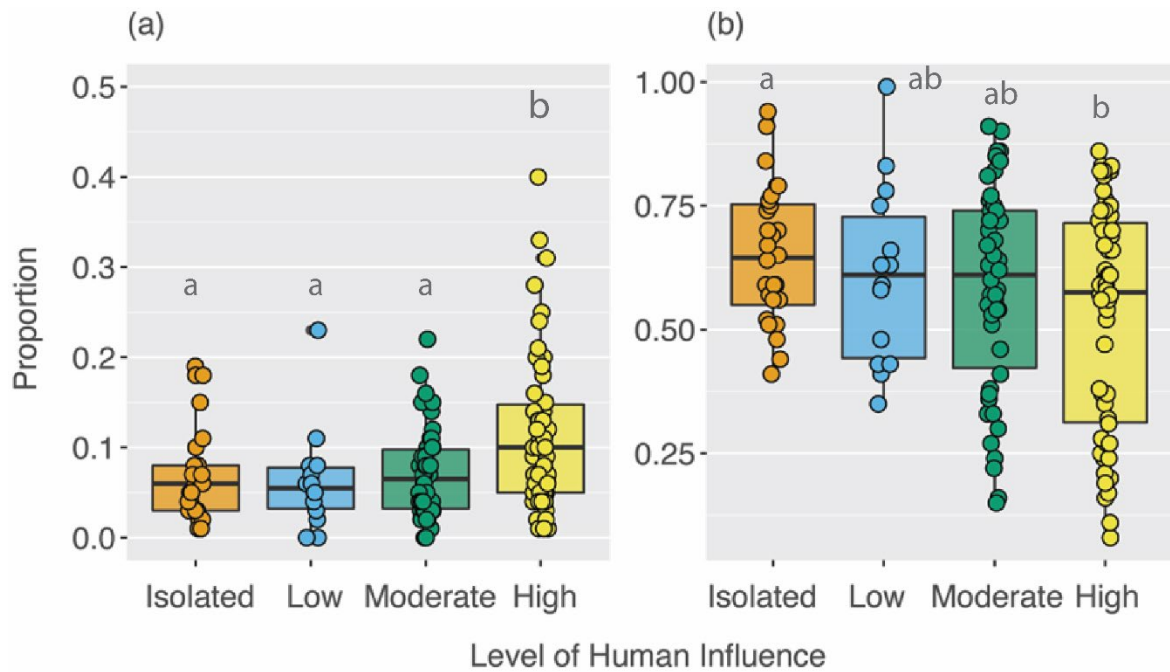 (a)
(b)
Proportion
0.5
0.4
0.3
0.2
0.1
0.0
a
a
a
b
Isolated
Low
Moderate
High
1.00
0.75
0.50
0.25
a
ab
ab
b
Isolated
Low
Moderate
High
Level of Human Influence